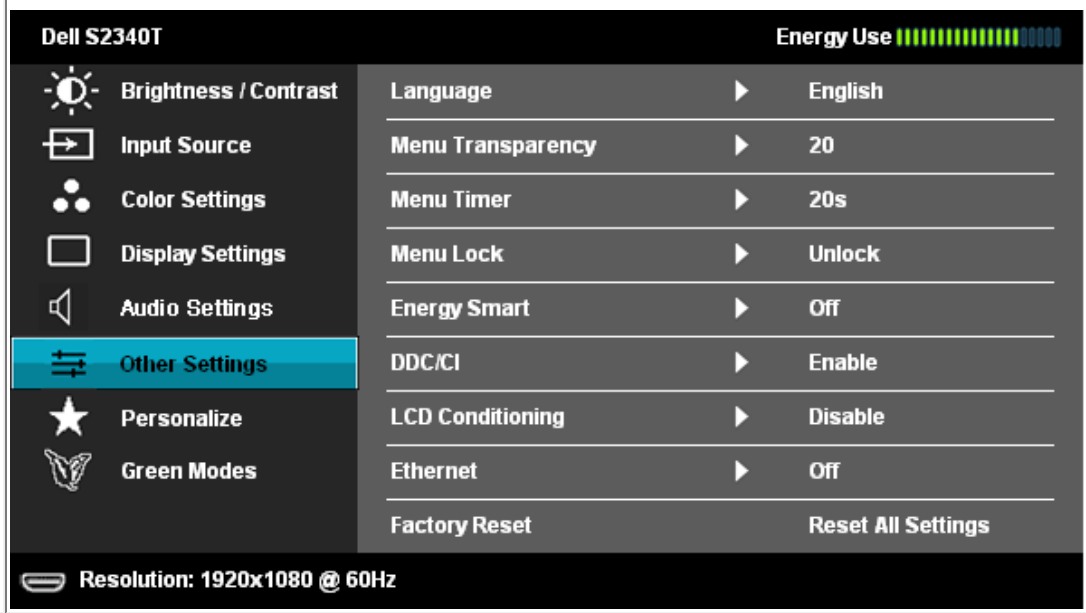 Dell S2340T Energy Use
Brightness / Contrast Language English
Input Source Menu Transparency 20
Color Settings Menu Timer 20s
Display Settings Menu Lock Unlock
Audio Settings Energy Smart Off
Other Settings DDC/CI Enable
Personalize LCD Conditioning Disable
Green Modes Ethernet Off
Factory Reset Reset All Settings
Resolution: 1920x1080 @ 60Hz